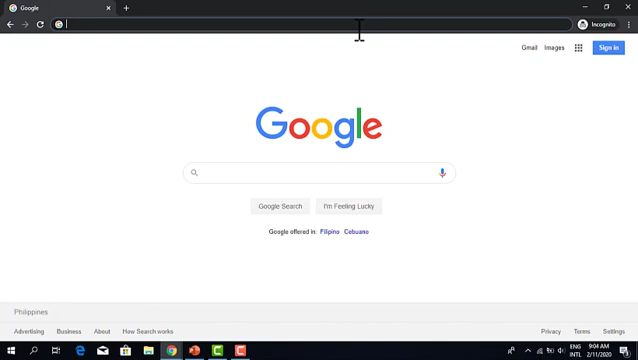 Google
Incognito
Gmail Images Sign in
Google
Google Search I'm Feeling Lucky
Google offered in: Filipino Cebuano
Philippines
Advertising Business About How Search works Privacy Terms Settings
ENG 9:04 AM
INTL 2/11/2020